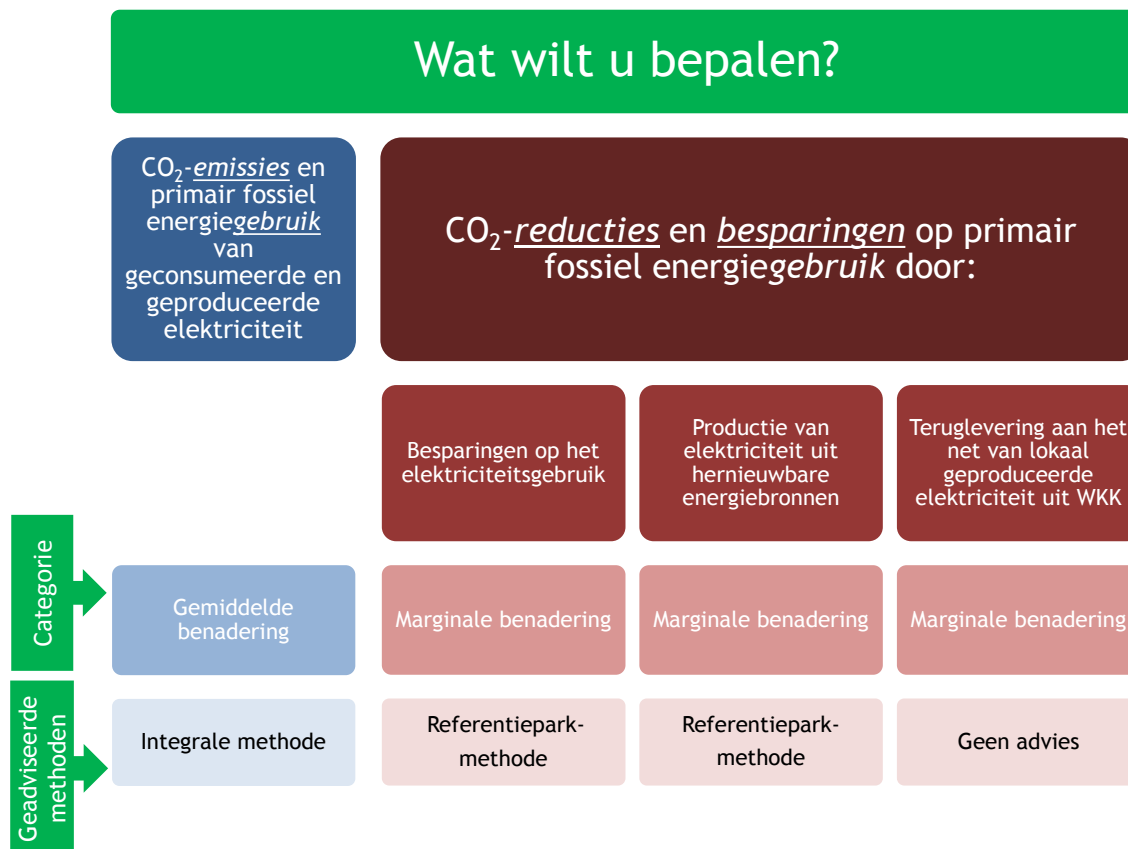 Wat wilt u bepalen?
CO₂-emissies en
primair fossiel
energiegebruik
van
geconsumeerde en
geproduceerde
elektriciteit
CO₂-reducties en besparingen op primair
fossiel energiegebruik door:
Besparingen op het
elektriciteitsgebruik
Productie van
elektriciteit uit
hernieuwbare
energiebronnen
Teruglevering aan het
net van lokaal
geproduceerde
elektriciteit uit WKK
Categorie
Gemiddelde
benadering
Marginale benadering
Marginale benadering
Marginale benadering
Geadviseerde
methoden
Integrale methode
Referentiepark-
methode
Referentiepark-
methode
Geen advies